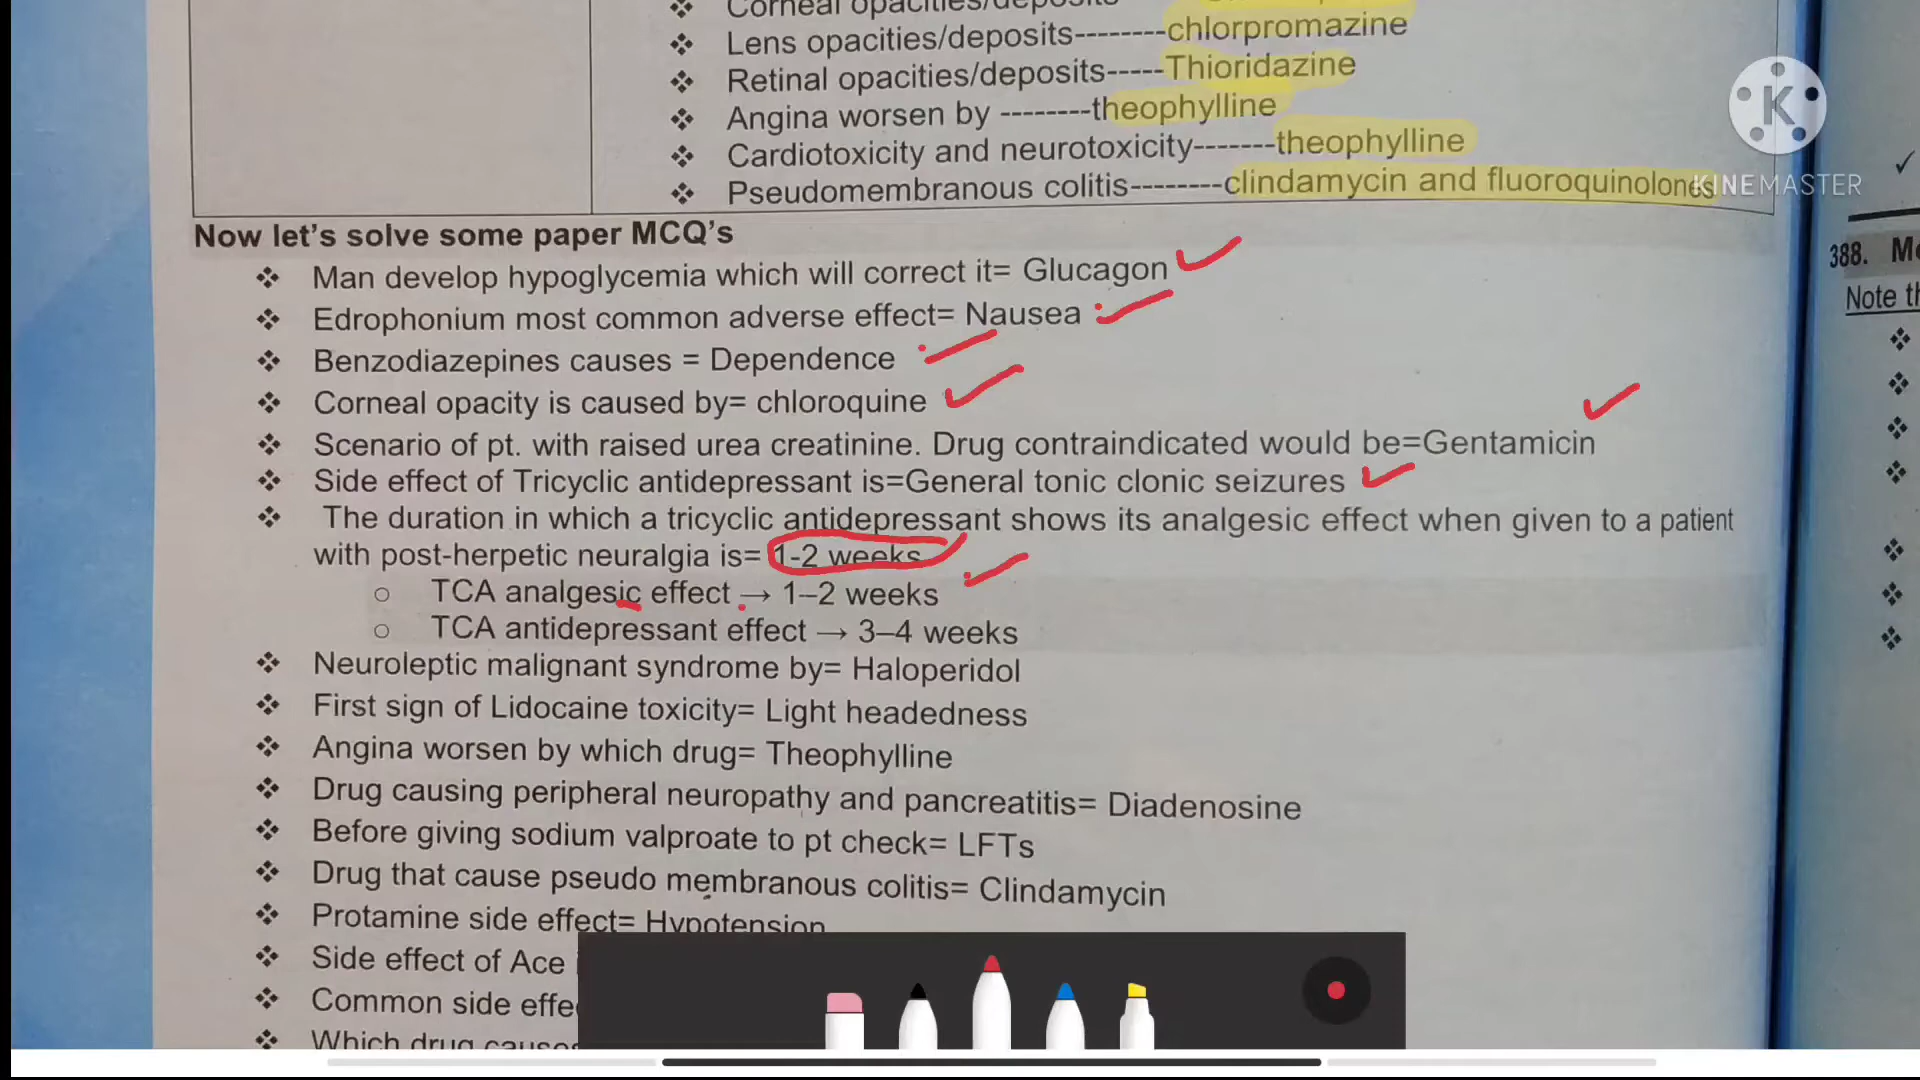 Corneal opacities/deposits
❖ Lens opacities/deposits--------chlorpromazine
❖ Retinal opacities/deposits-----Thioridazine
❖ Angina worsen by --------theophylline
❖ Cardiotoxicity and neurotoxicity-------theophylline
❖ Pseudomembranous colitis--------clindamycin and fluoroquinolones
K
KINEMASTER
Now let's solve some paper MCQ's
❖ Man develop hypoglycemia which will correct it= Glucagon
❖ Edrophonium most common adverse effect= Nausea
❖ Benzodiazepines causes = Dependence
❖ Corneal opacity is caused by= chloroquine
❖ Scenario of pt. with raised urea creatinine. Drug contraindicated would be=Gentamicin
❖ Side effect of Tricyclic antidepressant is=General tonic clonic seizures
❖ The duration in which a tricyclic antidepressant shows its analgesic effect when given to a patient
with post-herpetic neuralgia is= 1-2 weeks
o TCA analgesic effect → 1–2 weeks
o TCA antidepressant effect → 3–4 weeks
❖ Neuroleptic malignant syndrome by= Haloperidol
❖ First sign of Lidocaine toxicity= Light headedness
❖ Angina worsen by which drug= Theophylline
❖ Drug causing peripheral neuropathy and pancreatitis= Diadenosine
❖ Before giving sodium valproate to pt check= LFTs
❖ Drug that cause pseudo membranous colitis= Clindamycin
❖ Protamine side effect= Hypotension
❖ Side effect of Ace
❖ Common side
❖ Which drug
388.
Note